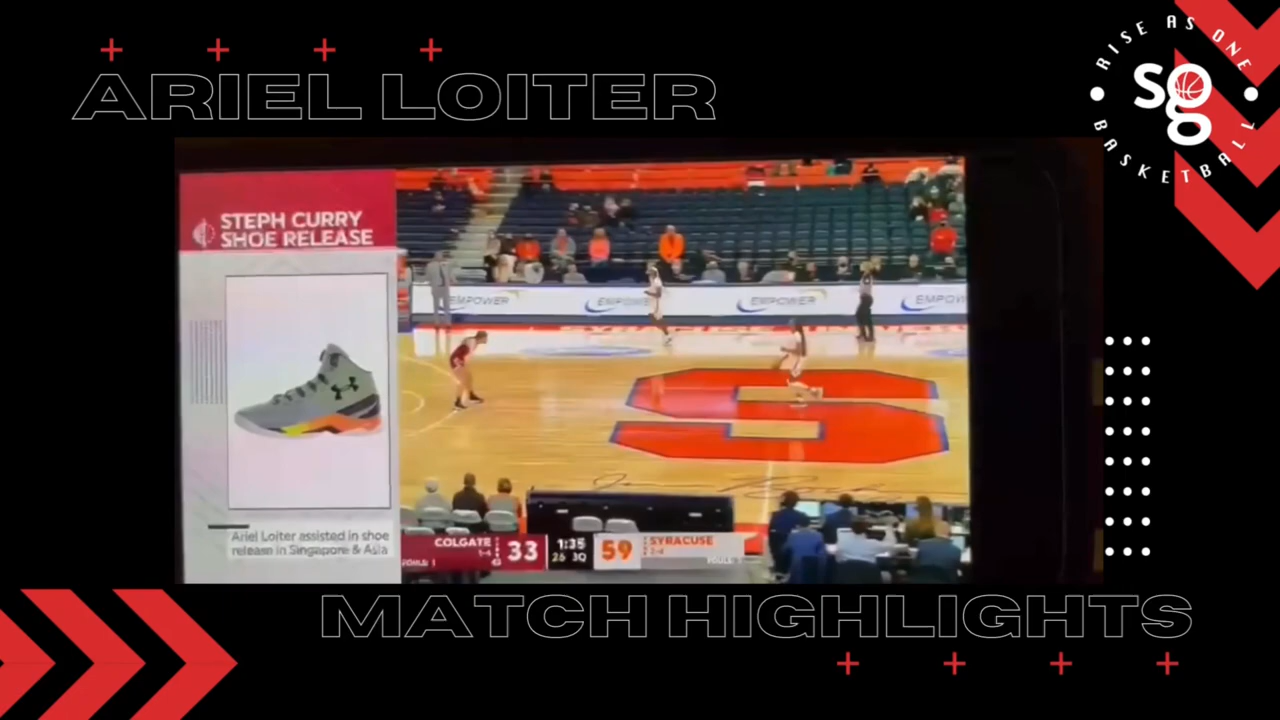 ARIEL LOITER
RISE AS ONE
sg
BASKETBALL
STEPH CURRY
SHOE RELEASE
Ariel Loiter assisted in shoe
release in Singapore & Asia
EMPOWER EMPOWER EMPOWER EMPOWER
COLGATE 33 1:35 59 SYRACUSE
26 3Q
MATCH HIGHLIGHTS